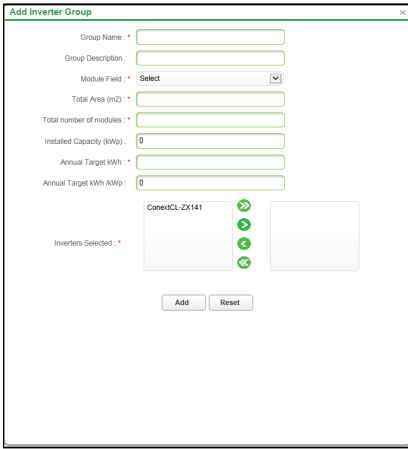 Add Inverter Group ×
Group Name : *
Group Description :
Module Field : * Select
Total Area (m2) : *
Total number of modules : *
Installed Capacity (kWp) : 0
Annual Target kWh : *
Annual Target kWh /kWp : 0
ConextCL-ZX141
Inverters Selected : *
Add Reset